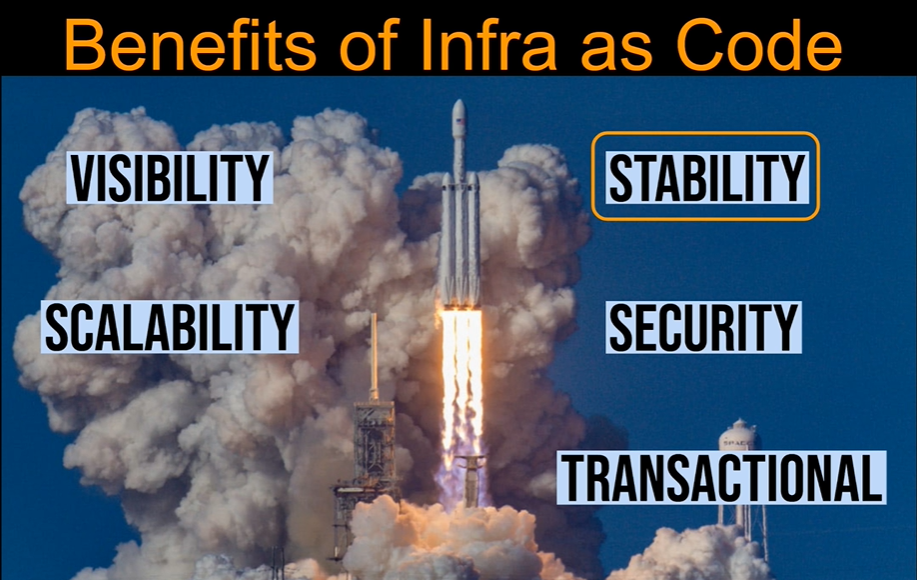 Benefits of Infra as Code
VISIBILITY
STABILITY
SCALABILITY
SECURITY
TRANSACTIONAL